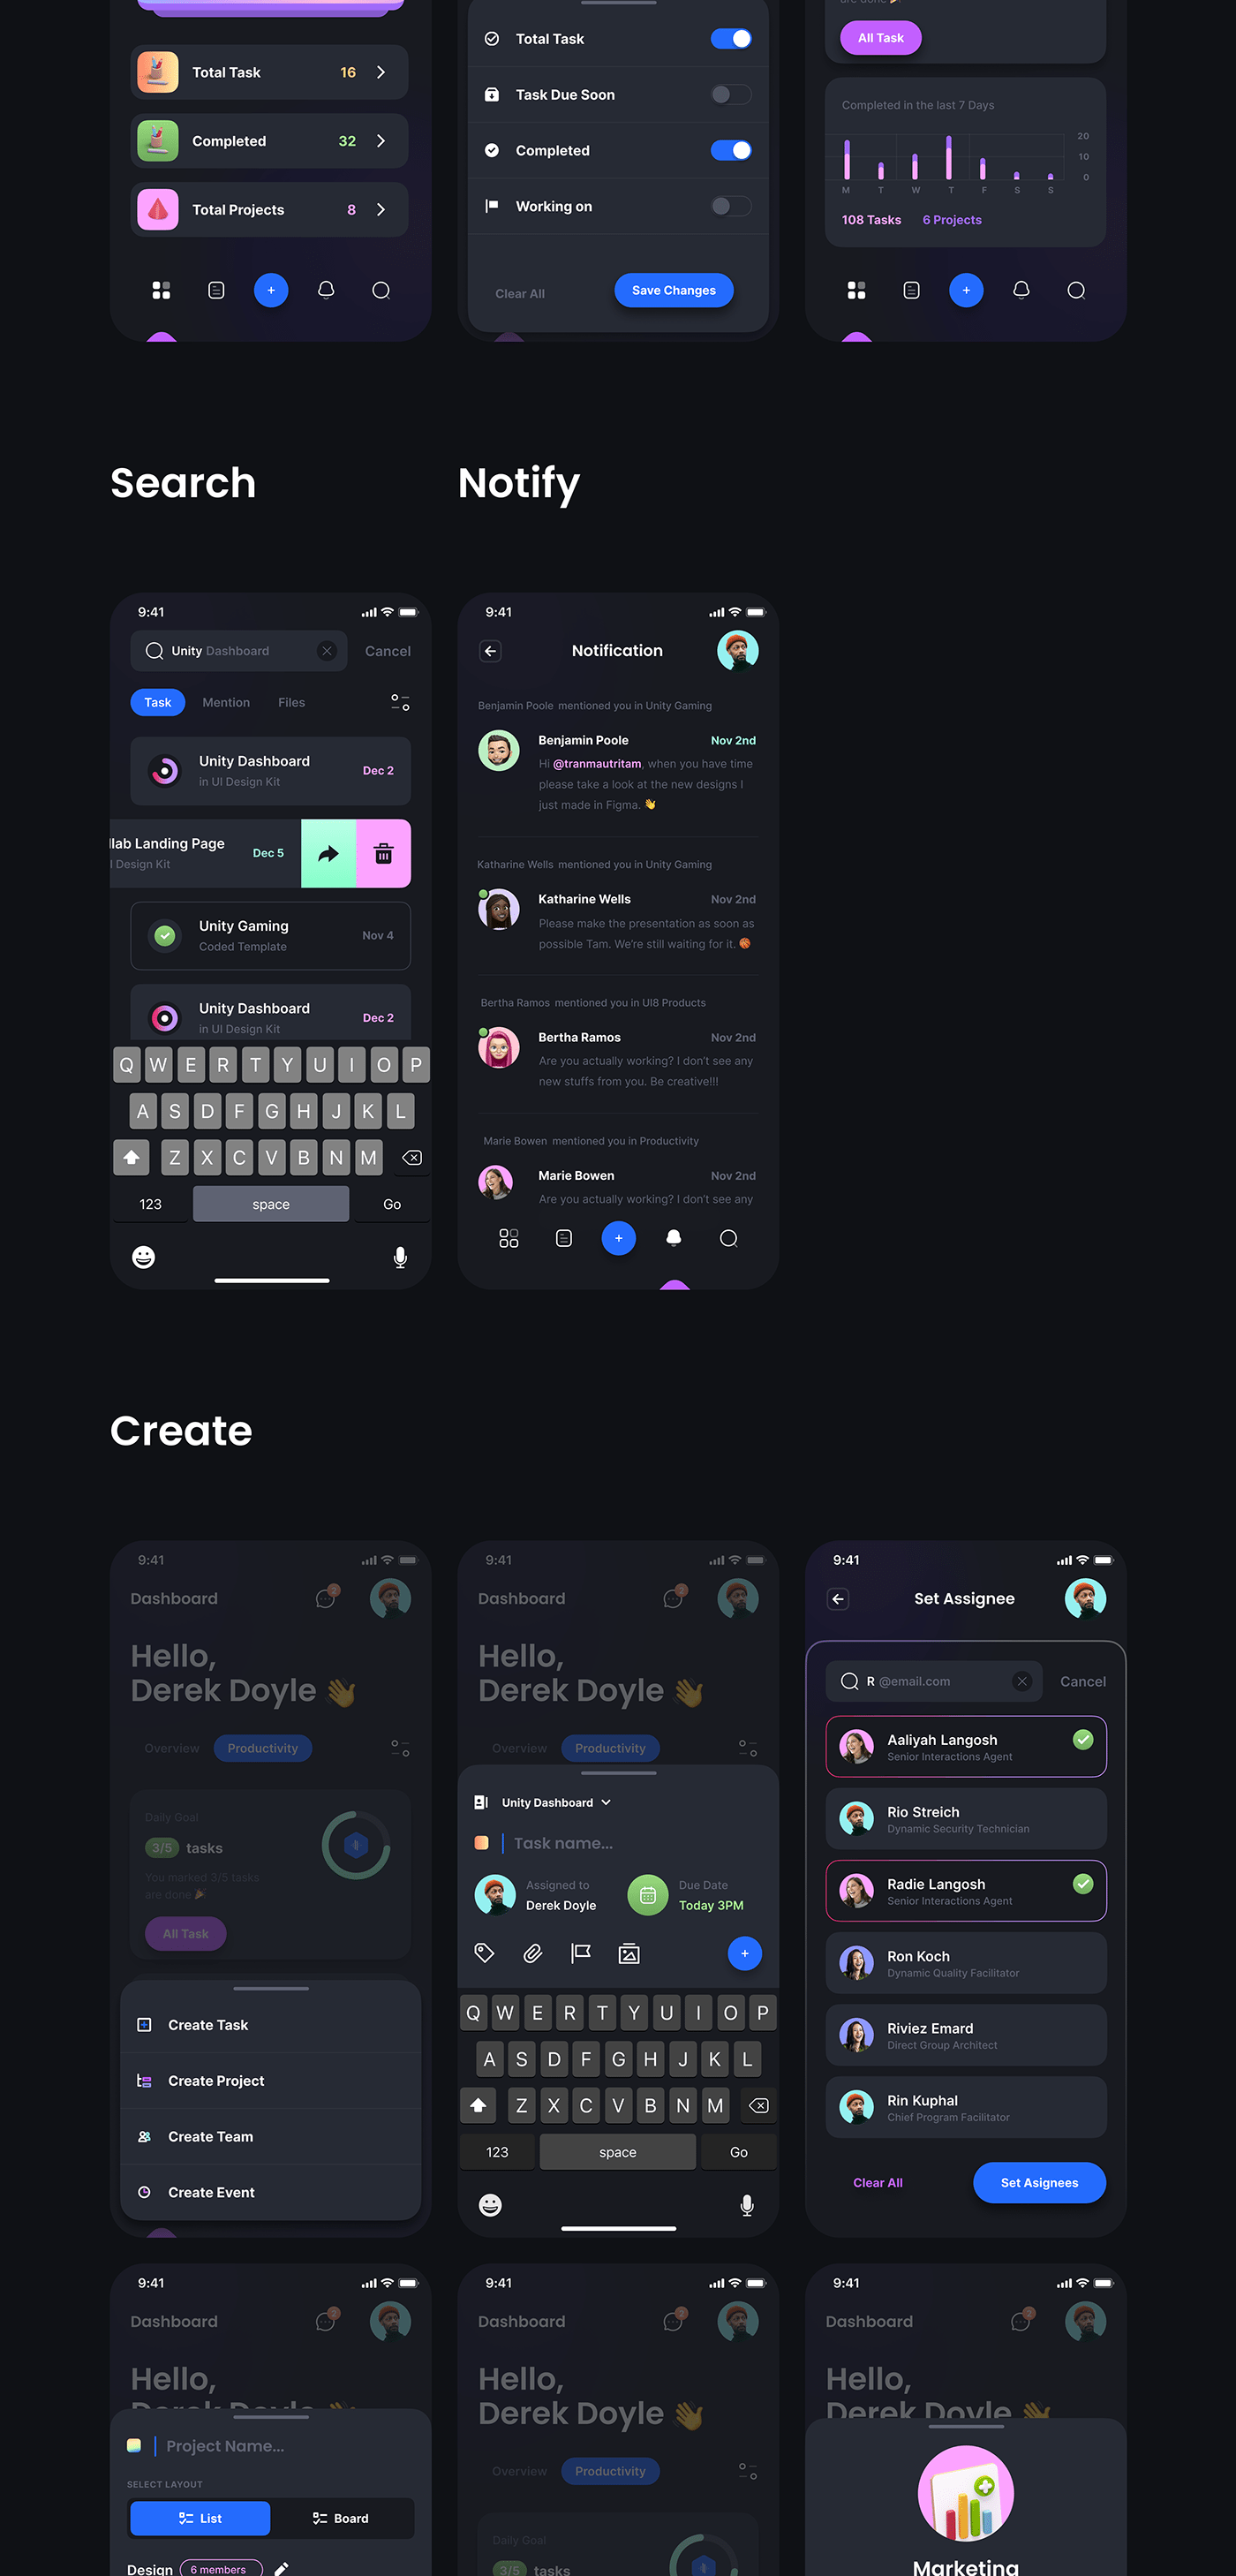 Total Task 16
Completed 32
Total Projects 8
+
Total Task
Task Due Soon
Completed
Working on
Clear All
Save Changes
All Task
Completed in the last 7 Days
20
10
0
M T W T F S S
108 Tasks 6 Projects
+
Search
Notify
9:41
Unity Dashboard
Cancel
Task Mention Files
Unity Dashboard
in UI Design Kit
Dec 2
llab Landing Page
I Design Kit
Dec 5
Unity Gaming
Coded Template
Nov 4
Unity Dashboard
in UI Design Kit
Dec 2
Q W E R T Y U I O P
A S D F G H J K L
Z X C V B N M
123 space Go
9:41
Notification
Benjamin Poole mentioned you in Unity Gaming
Benjamin Poole Nov 2nd
Hi @tranmautritam, when you have time
please take a look at the new designs I
just made in Figma. 👋
Katharine Wells mentioned you in Unity Gaming
Katharine Wells Nov 2nd
Please make the presentation as soon as
possible Tam. We're still waiting for it. 🏀
Bertha Ramos mentioned you in UI8 Products
Bertha Ramos Nov 2nd
Are you actually working? I don't see any
new stuffs from you. Be creative!!!
Marie Bowen mentioned you in Productivity
Marie Bowen Nov 2nd
Are you actually working? I don't see any
+
Create
9:41
Dashboard
2
Hello,
Derek Doyle 👋
Overview Productivity
Daily Goal
3/5 tasks
You marked 3/5 tasks
are done 🎉
All Task
Create Task
Create Project
Create Team
Create Event
9:41
Dashboard
2
Hello,
Derek Doyle 👋
Overview Productivity
Unity Dashboard
Task name...
Assigned to
Derek Doyle
Due Date
Today 3PM
+
Q W E R T Y U I O P
A S D F G H J K L
Z X C V B N M
123 space Go
9:41
Set Assignee
R @email.com
Cancel
Aaliyah Langosh
Senior Interactions Agent
Rio Streich
Dynamic Security Technician
Radie Langosh
Senior Interactions Agent
Ron Koch
Dynamic Quality Facilitator
Riviez Emard
Direct Group Architect
Rin Kuphal
Chief Program Facilitator
Clear All
Set Asignees
9:41
Dashboard
2
Hello,
Derek Doyle
Project Name...
SELECT LAYOUT
List Board
Design 6 members
9:41
Dashboard
2
Hello,
Derek Doyle 👋
Overview Productivity
Daily Goal
3/5 tasks
9:41
Dashboard
2
Hello,
Derek Doyle
Marketing